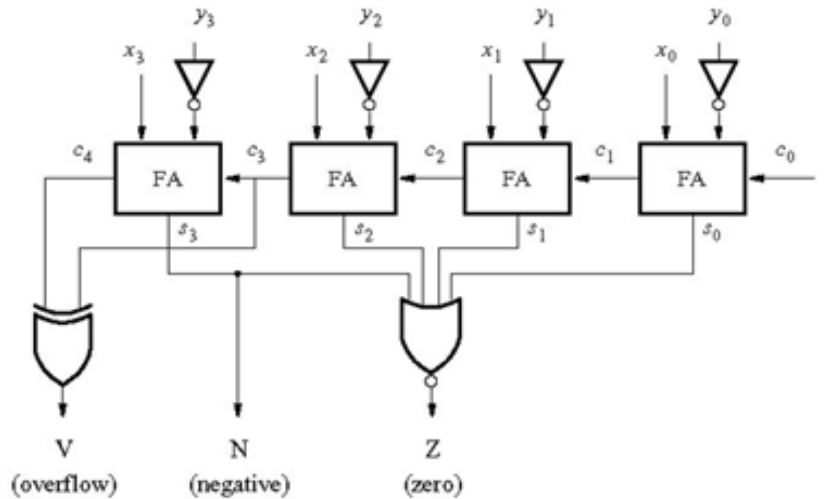 y3 y2 y1 y0
x3 x2 x1 x0
c4 c3 c2 c1 c0
FA FA FA FA
s3 s2 s1 s0
V N Z
(overflow) (negative) (zero)